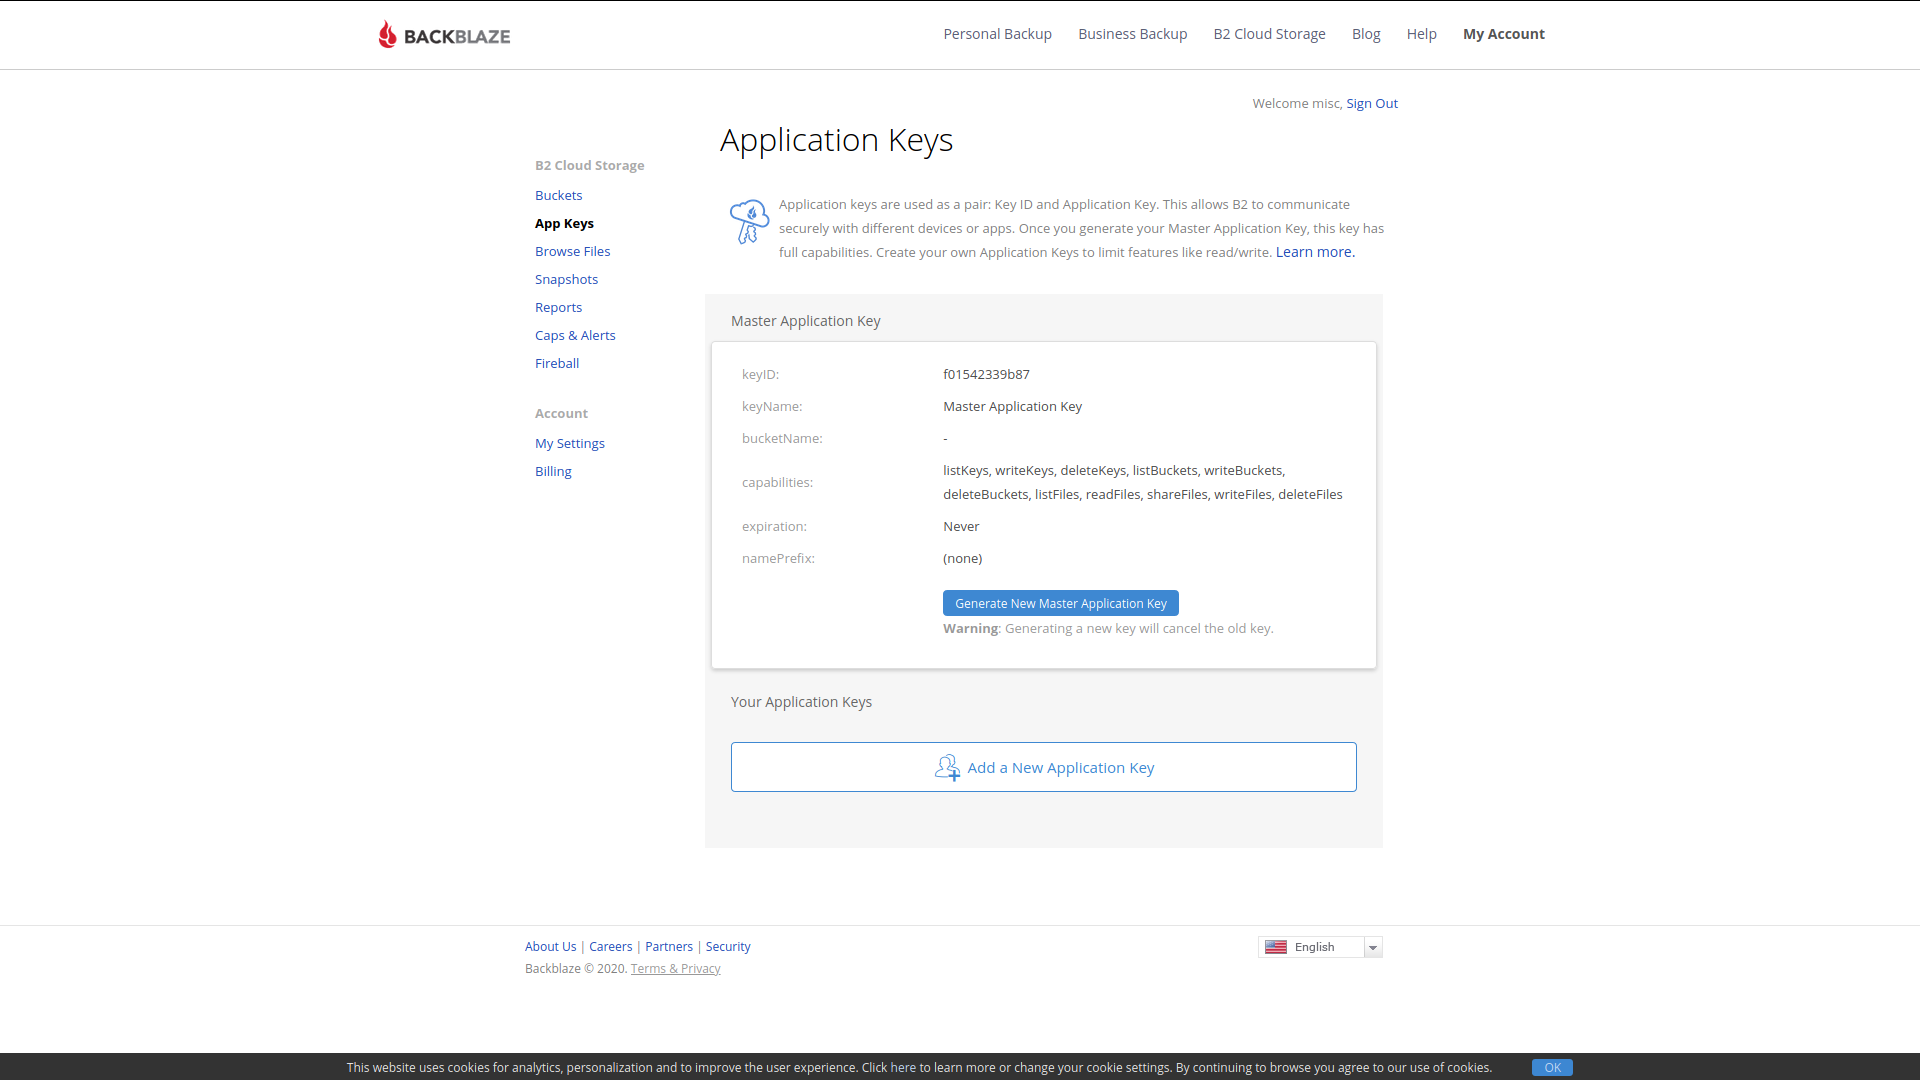 BACKBLAZE
Personal Backup Business Backup B2 Cloud Storage Blog Help My Account
Welcome misc, Sign Out
Application Keys
B2 Cloud Storage
Buckets
App Keys
Browse Files
Snapshots
Reports
Caps & Alerts
Fireball
Account
My Settings
Billing
Application keys are used as a pair: Key ID and Application Key. This allows B2 to communicate
securely with different devices or apps. Once you generate your Master Application Key, this key has
full capabilities. Create your own Application Keys to limit features like read/write. Learn more.
Master Application Key
keyID: f01542339b87
keyName: Master Application Key
bucketName: -
capabilities: listKeys, writeKeys, deleteKeys, listBuckets, writeBuckets,
deleteBuckets, listFiles, readFiles, shareFiles, writeFiles, deleteFiles
expiration: Never
namePrefix: (none)
Generate New Master Application Key
Warning: Generating a new key will cancel the old key.
Your Application Keys
Add a New Application Key
About Us | Careers | Partners | Security
Backblaze © 2020. Terms & Privacy
English
This website uses cookies for analytics, personalization and to improve the user experience. Click here to learn more or change your cookie settings. By continuing to browse you agree to our use of cookies. OK